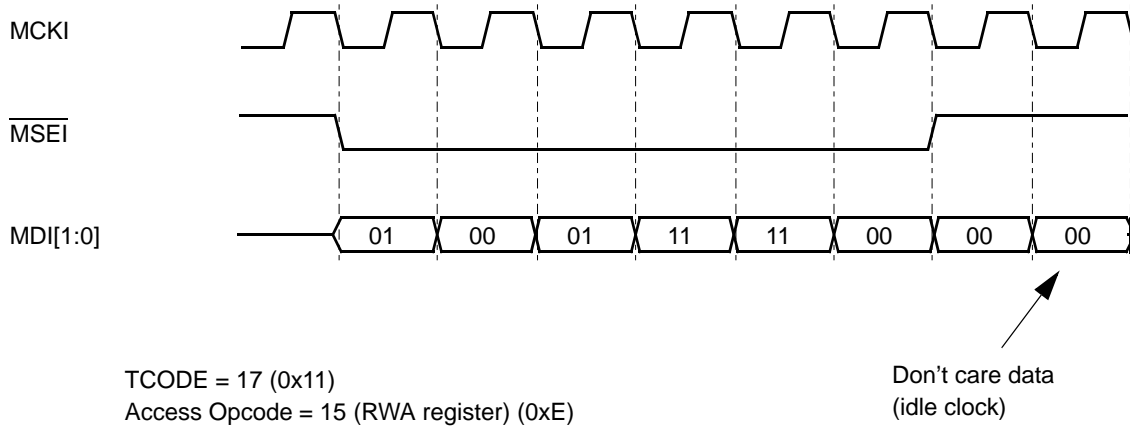 MCKI
MSEI
MDI[1:0]
01 00 01 11 11 00 00 00
TCODE = 17 (0x11)
Access Opcode = 15 (RWA register) (0xE)
Don't care data
(idle clock)